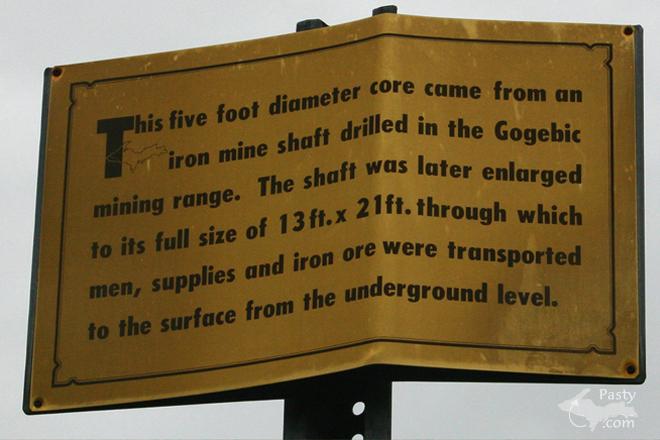 This five foot diameter core came from an
iron mine shaft drilled in the Gogebic
mining range. The shaft was later enlarged
to its full size of 13ft. x 21ft. through which
men, supplies and iron ore were transported
to the surface from the underground level.
Pasty
.com